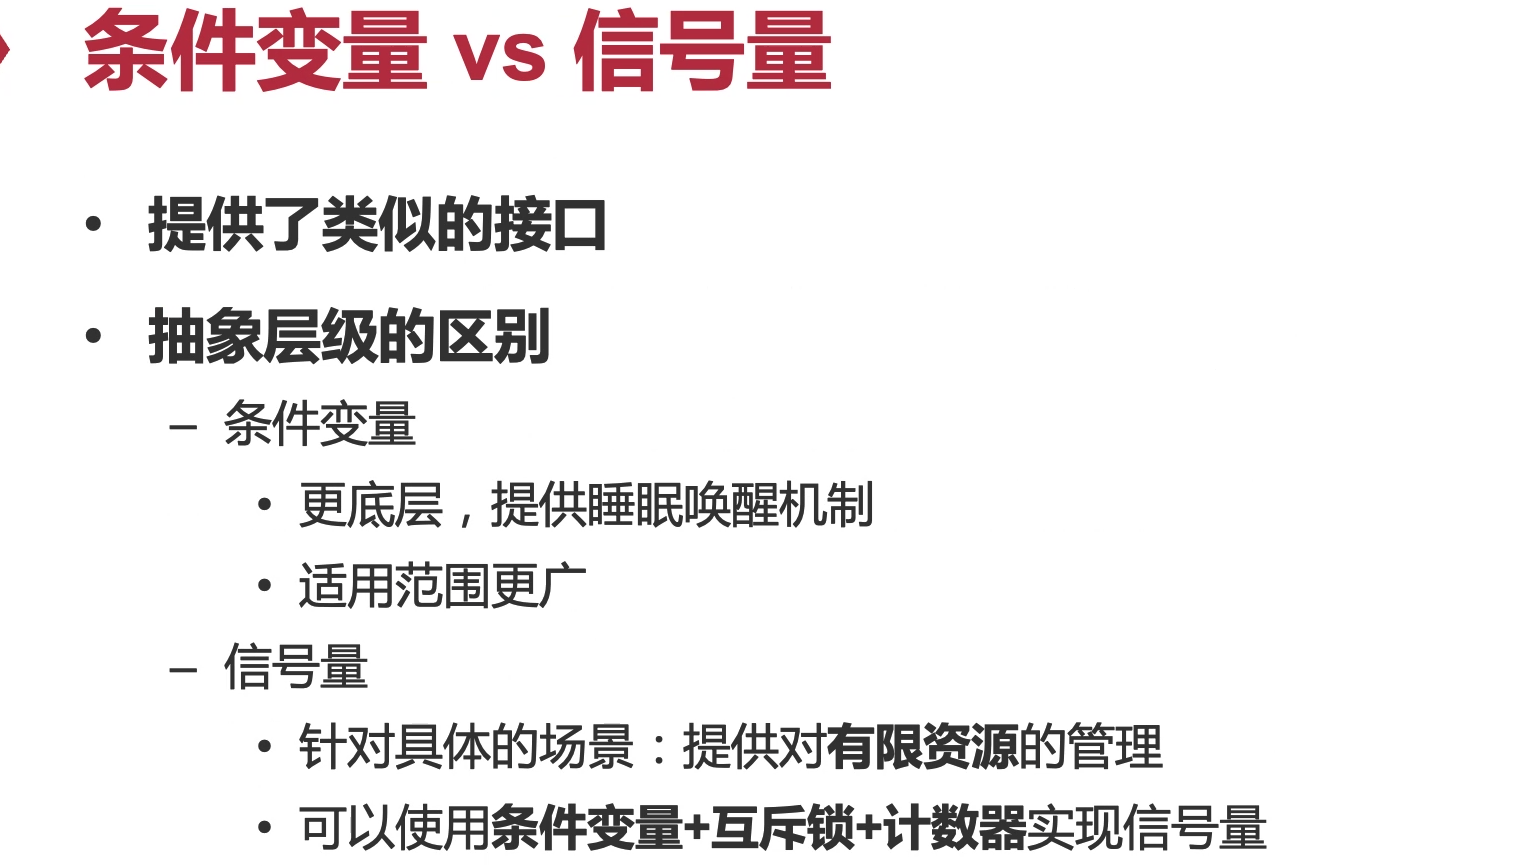 条件变量 vs 信号量
• 提供了类似的接口
• 抽象层级的区别
– 条件变量
• 更底层，提供睡眠唤醒机制
• 适用范围更广
– 信号量
• 针对具体的场景：提供对有限资源的管理
• 可以使用条件变量+互斥锁+计数器实现信号量